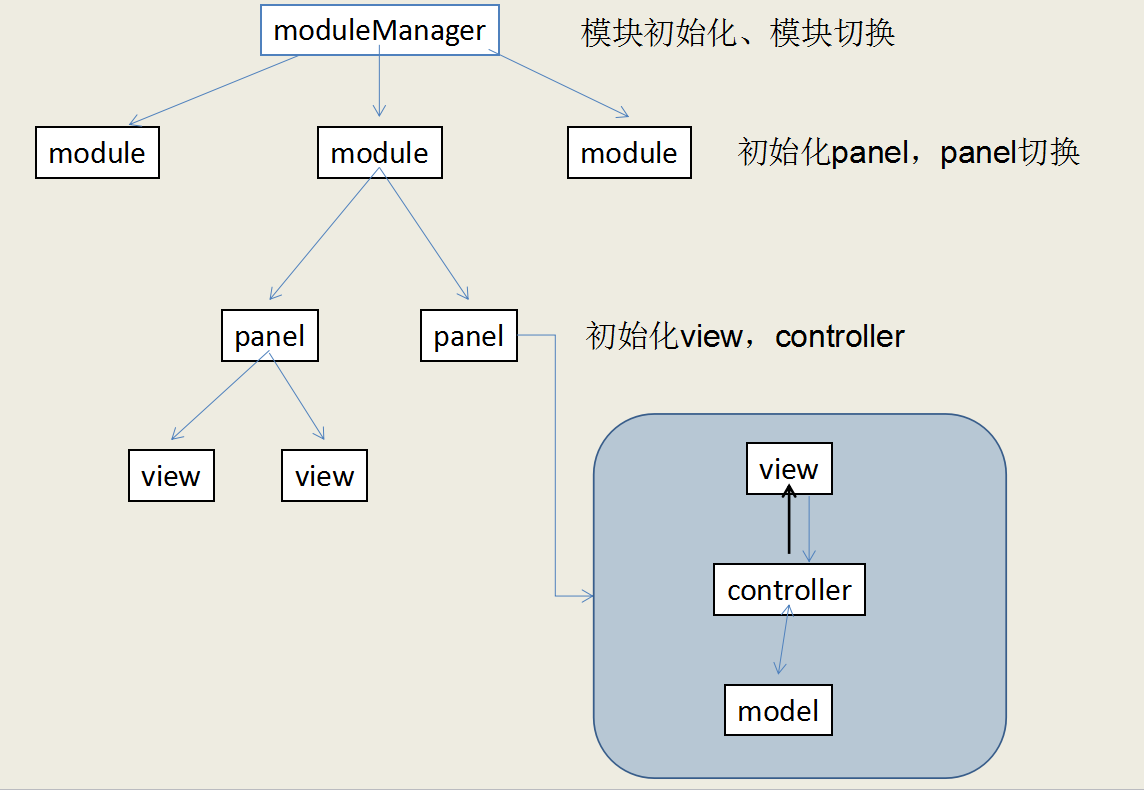 moduleManager
模块初始化、模块切换
module
module
module
初始化panel，panel切换
panel
panel
初始化view，controller
view
view
view
controller
model